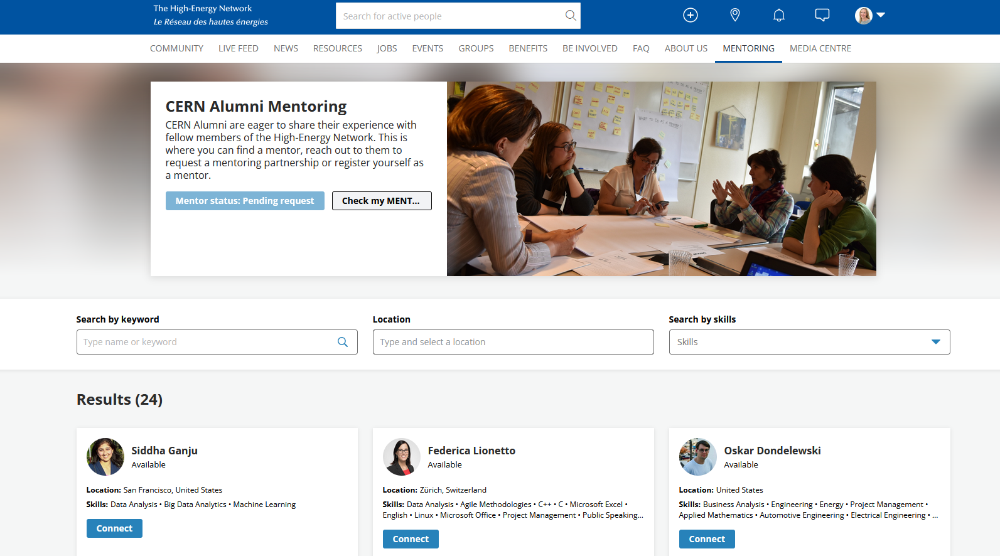 The High-Energy Network
Le Réseau des hautes énergies
Search for active people
COMMUNITY LIVE FEED NEWS RESOURCES JOBS EVENTS GROUPS BENEFITS BE INVOLVED FAQ ABOUT US MENTORING MEDIA CENTRE
CERN Alumni Mentoring
CERN Alumni are eager to share their experience with
fellow members of the High-Energy Network. This is
where you can find a mentor, reach out to them to
request a mentoring partnership or register yourself as
a mentor.
Mentor status: Pending request
Check my MENT...
Search by keyword
Type name or keyword
Location
Type and select a location
Search by skills
Skills
Results (24)
Siddha Ganju
Available
Location: San Francisco, United States
Skills: Data Analysis • Big Data Analytics • Machine Learning
Connect
Federica Lionetto
Available
Location: Zürich, Switzerland
Skills: Data Analysis • Agile Methodologies • C++ • C • Microsoft Excel •
English • Linux • Microsoft Office • Project Management • Public Speaking...
Connect
Oskar Dondelewski
Available
Location: United States
Skills: Business Analysis • Engineering • Energy • Project Management •
Applied Mathematics • Automotive Engineering • Electrical Engineering • ...
Connect